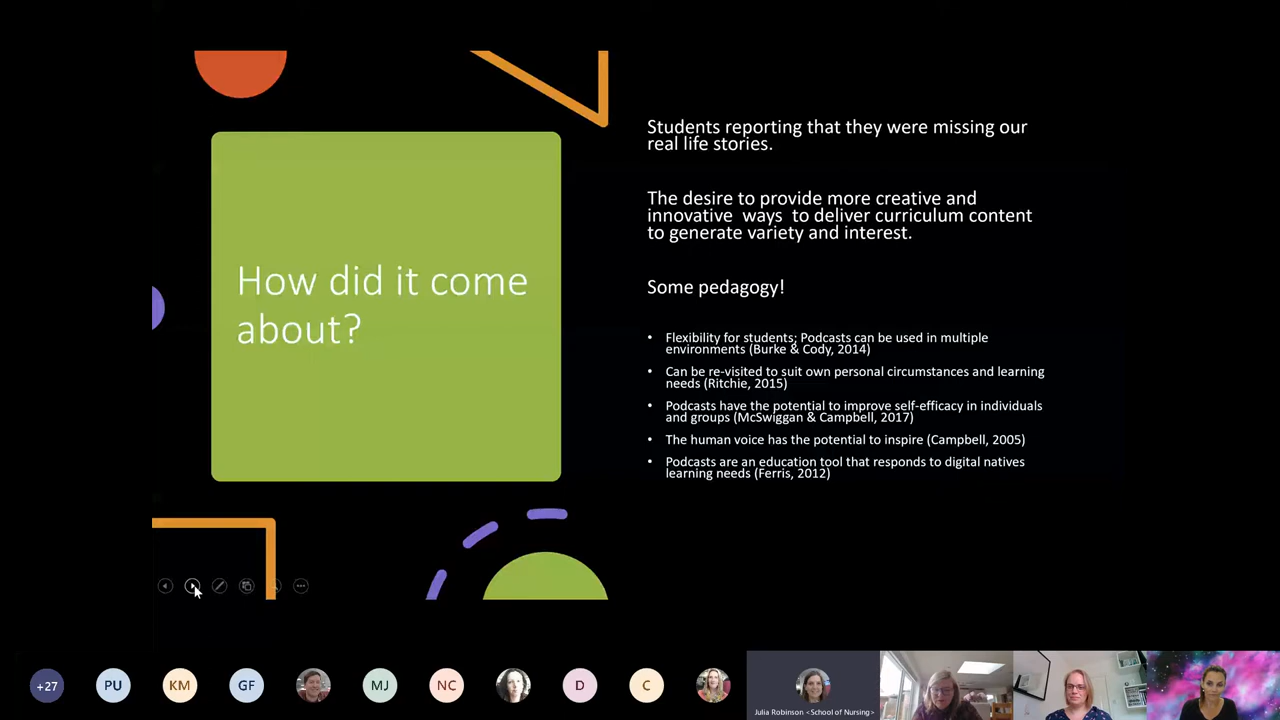 How did it come
about?
Students reporting that they were missing our
real life stories.
The desire to provide more creative and
innovative ways to deliver curriculum content
to generate variety and interest.
Some pedagogy!
• Flexibility for students; Podcasts can be used in multiple
environments (Burke & Cody, 2014)
• Can be re-visited to suit own personal circumstances and learning
needs (Ritchie, 2015)
• Podcasts have the potential to improve self-efficacy in individuals
and groups (McSwiggan & Campbell, 2017)
• The human voice has the potential to inspire (Campbell, 2005)
• Podcasts are an education tool that responds to digital natives
learning needs (Ferris, 2012)
+27
PU
KM
GF
MJ
NC
D
C
Julia Robinson <School of Nursing>